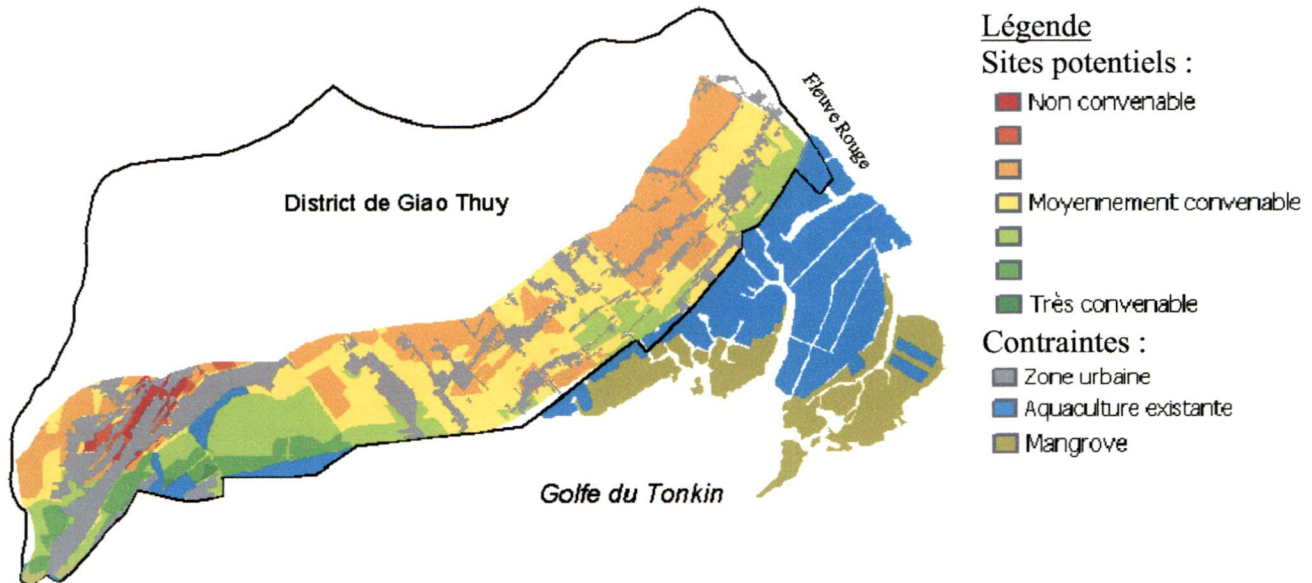 Légende
Sites potentiels :
Non convenable
Moyennement convenable
Très convenable
Contraintes :
Zone urbaine
Aquaculture existante
Mangrove
Fleuve Rouge
District de Giao Thuy
Golfe du Tonkin